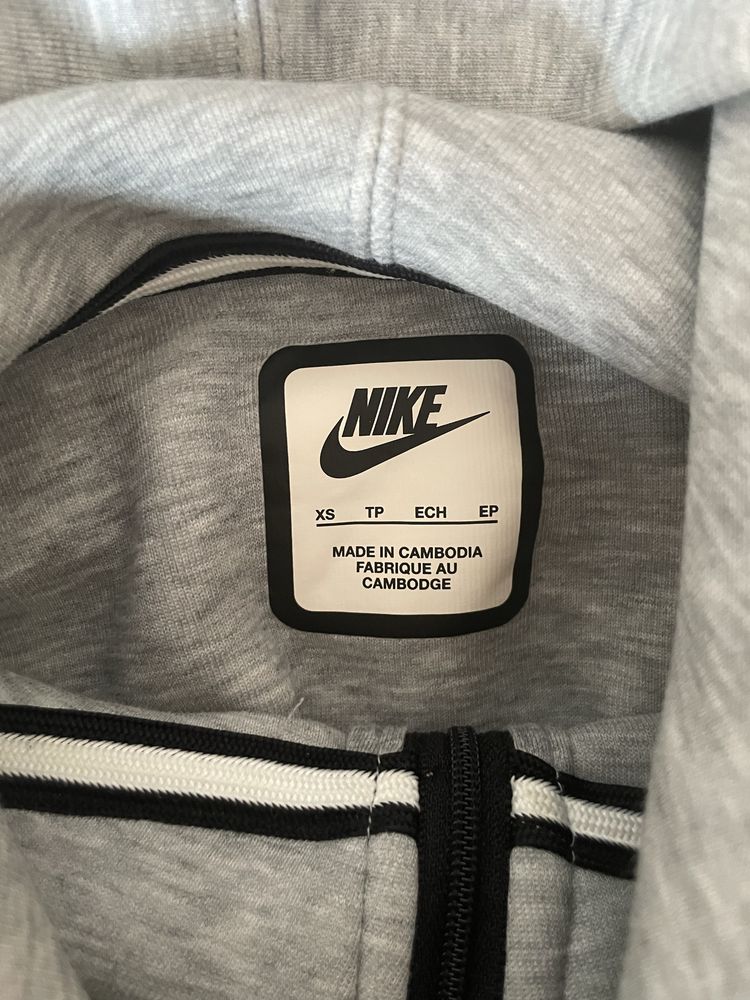 NIKE
XS TP ECH EP
MADE IN CAMBODIA
FABRIQUE AU
CAMBODGE